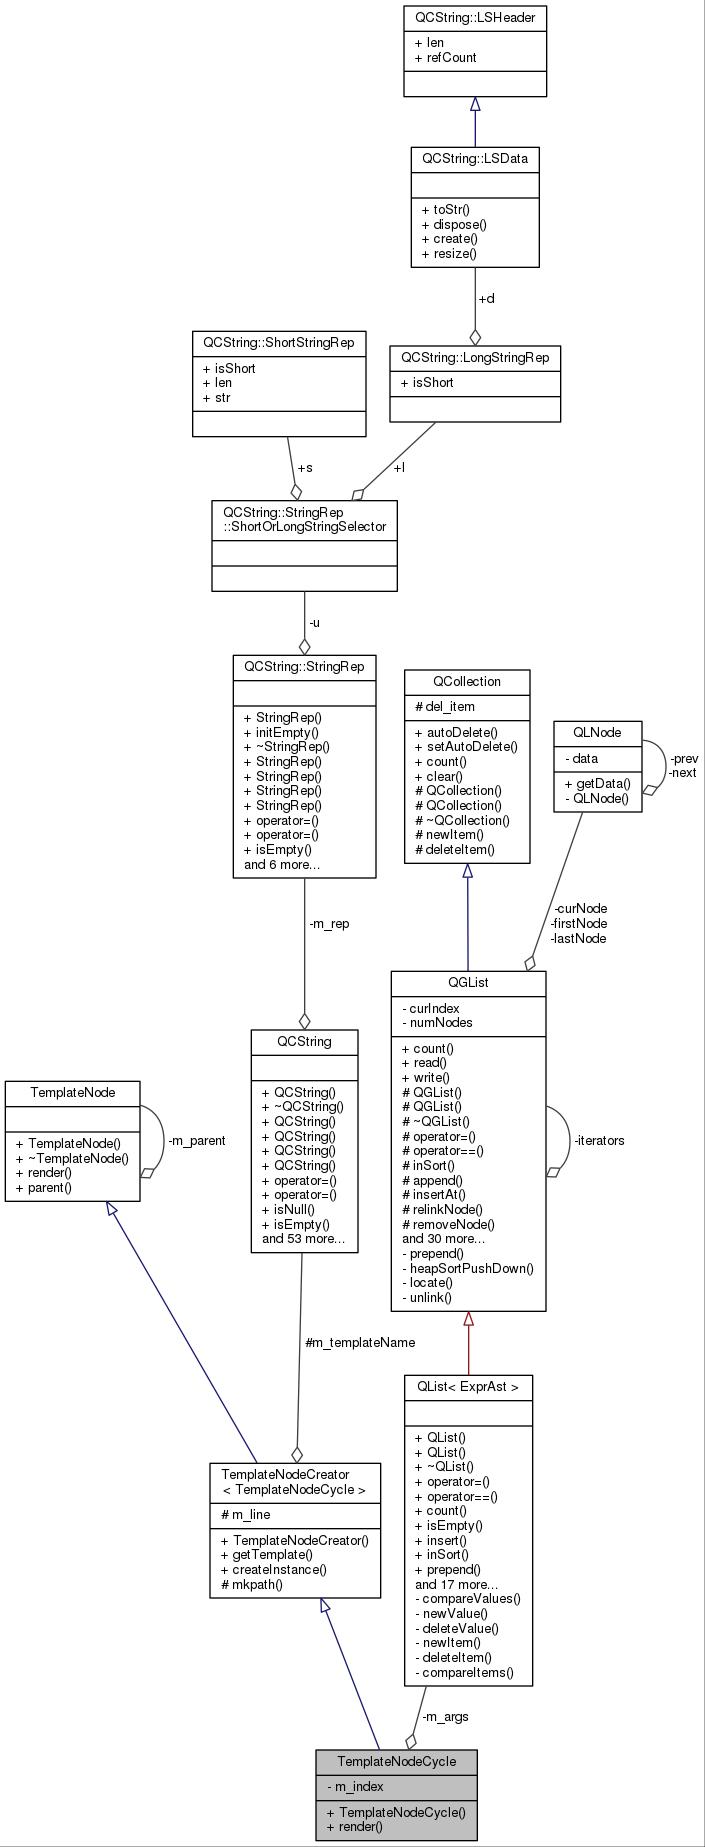 QCString::LSHeader
+ len
+ refCount
QCString::LSData
+ toStr()
+ dispose()
+ create()
+ resize()
+d
QCString::ShortStringRep
+ isShort
+ len
+ str
QCString::LongStringRep
+ isShort
+s
+l
QCString::StringRep
::ShortOrLongStringSelector
-u
QCString::StringRep
+ StringRep()
+ initEmpty()
+ ~StringRep()
+ StringRep()
+ StringRep()
+ StringRep()
+ StringRep()
+ operator=()
+ operator=()
+ isEmpty()
and 6 more...
QCollection
# del_item
+ autoDelete()
+ setAutoDelete()
+ count()
+ clear()
# QCollection()
# QCollection()
# ~QCollection()
# newItem()
# deleteItem()
QLNode
- data
+ getData()
- QLNode()
-prev
-next
-m_rep
-curNode
-firstNode
-lastNode
QGList
- curIndex
- numNodes
+ count()
+ read()
+ write()
# QGList()
# QGList()
# ~QGList()
# operator=()
# operator==()
# inSort()
# append()
# insertAt()
# relinkNode()
# removeNode()
and 30 more...
- prepend()
- heapSortPushDown()
- locate()
- unlink()
-iterators
QCString
+ QCString()
+ ~QCString()
+ QCString()
+ QCString()
+ QCString()
+ QCString()
+ operator=()
+ operator=()
+ isNull()
+ isEmpty()
and 53 more...
TemplateNode
+ TemplateNode()
+ ~TemplateNode()
+ render()
+ parent()
-m_parent
#m_templateName
QList< ExprAst >
+ QList()
+ QList()
+ ~QList()
+ operator=()
+ operator==()
+ count()
+ isEmpty()
+ insert()
+ inSort()
+ prepend()
and 17 more...
- compareValues()
- newValue()
- deleteValue()
- newItem()
- deleteItem()
- compareItems()
TemplateNodeCreator
< TemplateNodeCycle >
# m_line
+ TemplateNodeCreator()
+ getTemplate()
+ createInstance()
# mkpath()
-m_args
TemplateNodeCycle
- m_index
+ TemplateNodeCycle()
+ render()